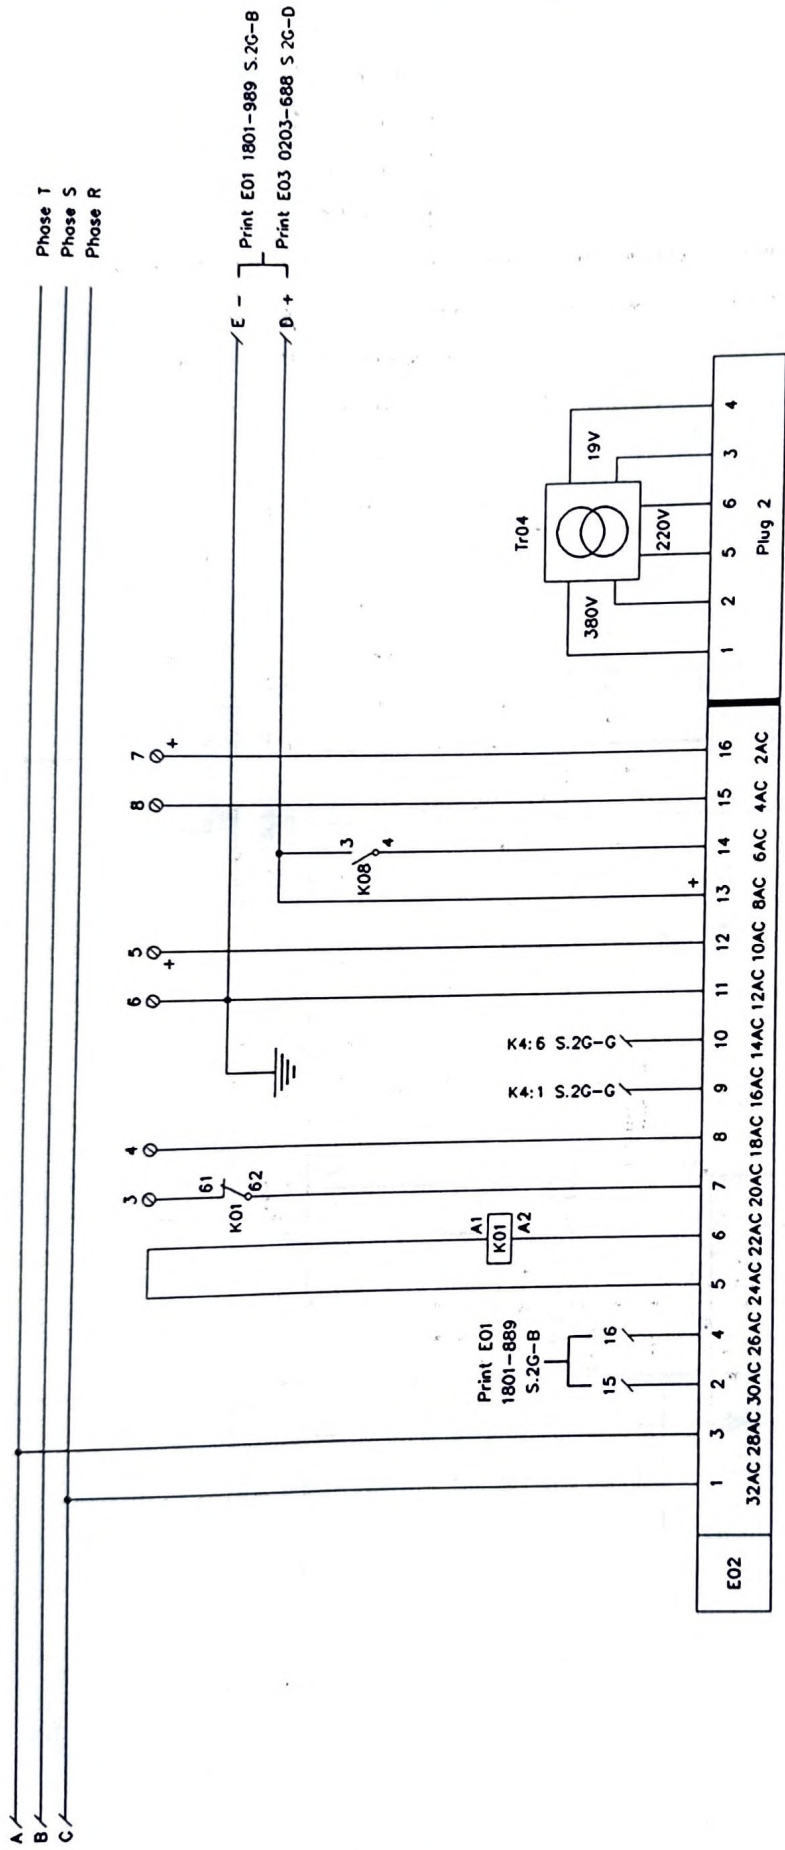 A
B
C
Phase T
Phase S
Phase R
E -
D +
Print E01 1801-989 S.2G-B
Print E03 0203-688 S 2G-D
3
4
6
5
+
8
7
+
61
K01
62
3
K08
4
A1
K01
A2
K4:1 S.2G-G
K4:6 S.2G-G
Print E01
1801-889
S.2G-B
15
16
Tr04
380V
220V
19V
+
E02
1 3 2 4 5 6 7 8 9 10 11 12 13 14 15 16
32AC 28AC 30AC 26AC 24AC 22AC 20AC 18AC 16AC 14AC 12AC 10AC 8AC 6AC 4AC 2AC
1 2 5 6 3 4
Plug 2